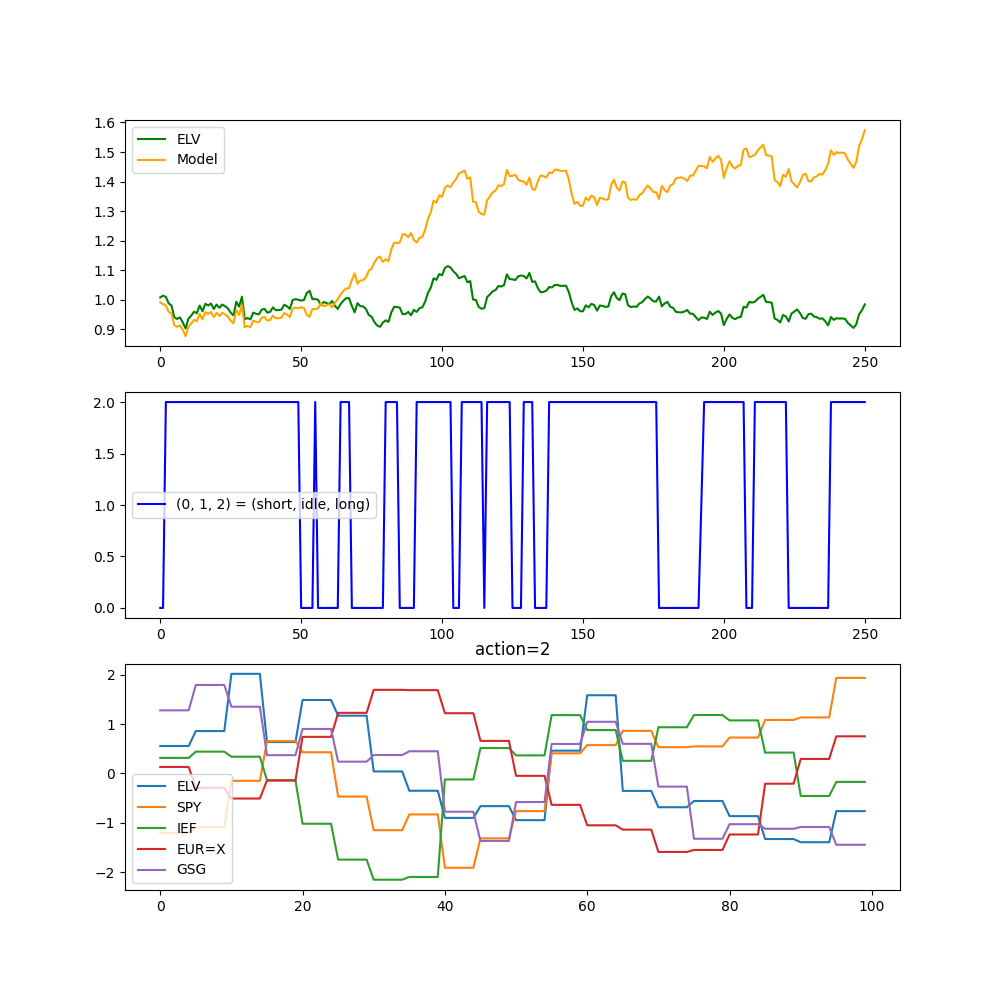 1.6
1.5
1.4
1.3
1.2
1.1
1.0
0.9
ELV
Model
0 50 100 150 200 250
2.0
1.5
1.0
0.5
0.0
(0, 1, 2) = (short, idle, long)
0 50 100 150 200 250
action=2
2
1
0
−1
−2
ELV
SPY
IEF
EUR=X
GSG
0 20 40 60 80 100